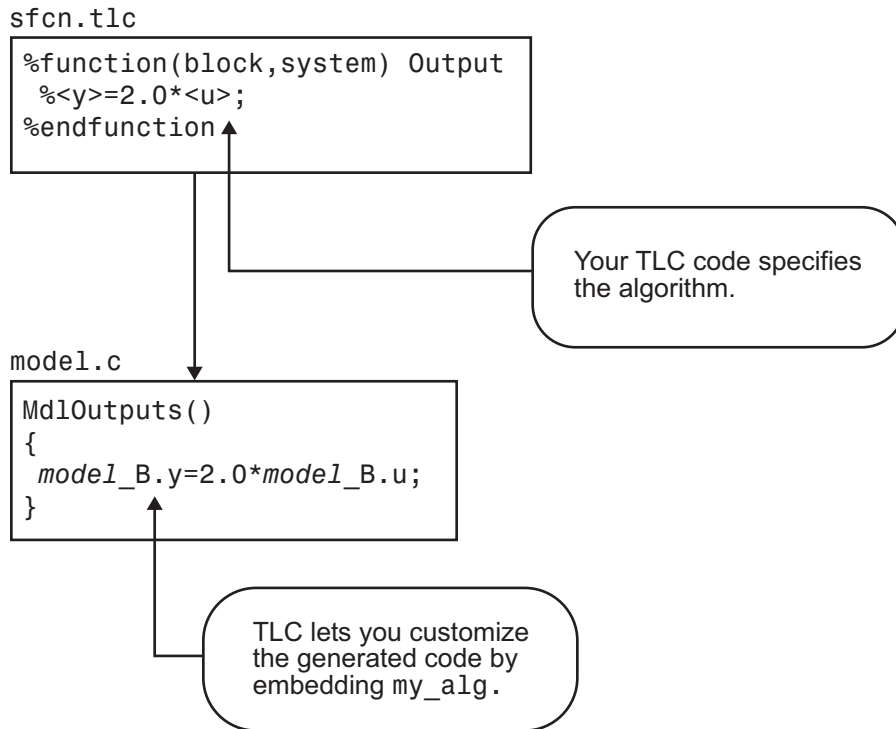 sfcn.tlc
%function(block,system) Output
%<y>=2.0*<u>;
%endfunction
Your TLC code specifies
the algorithm.
model.c
MdlOutputs()
{
model_B.y=2.0*model_B.u;
}
TLC lets you customize
the generated code by
embedding my_alg.